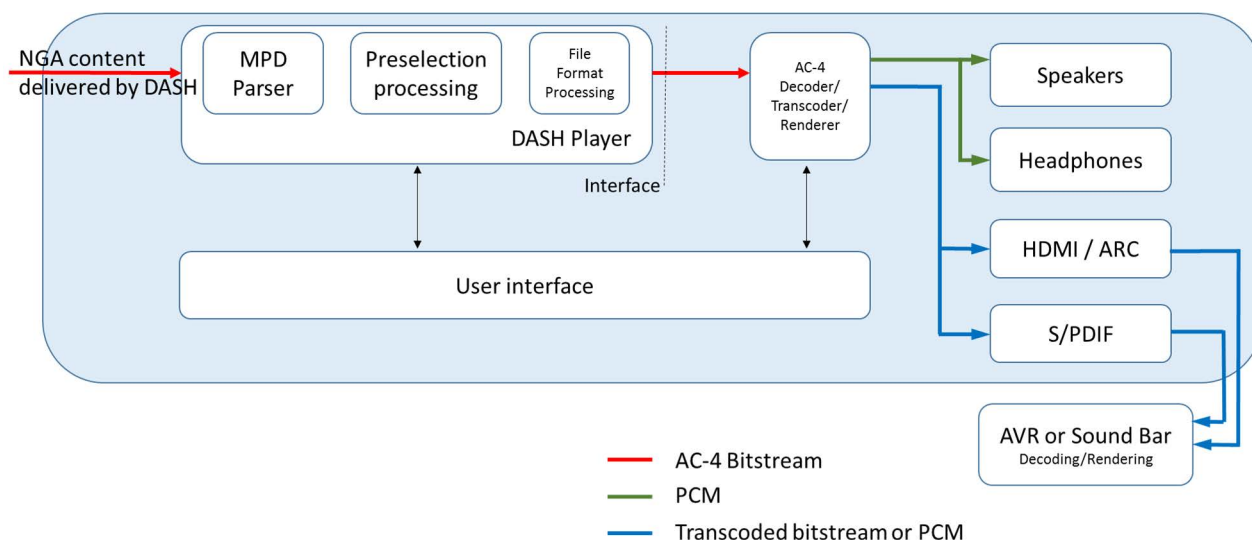 NGA content
delivered by DASH
MPD
Parser
Preselection
processing
File
Format
Processing
DASH Player
Interface
AC-4
Decoder/
Transcoder/
Renderer
Speakers
Headphones
HDMI / ARC
S/PDIF
User interface
AVR or Sound Bar
Decoding/Rendering
AC-4 Bitstream
PCM
Transcoded bitstream or PCM